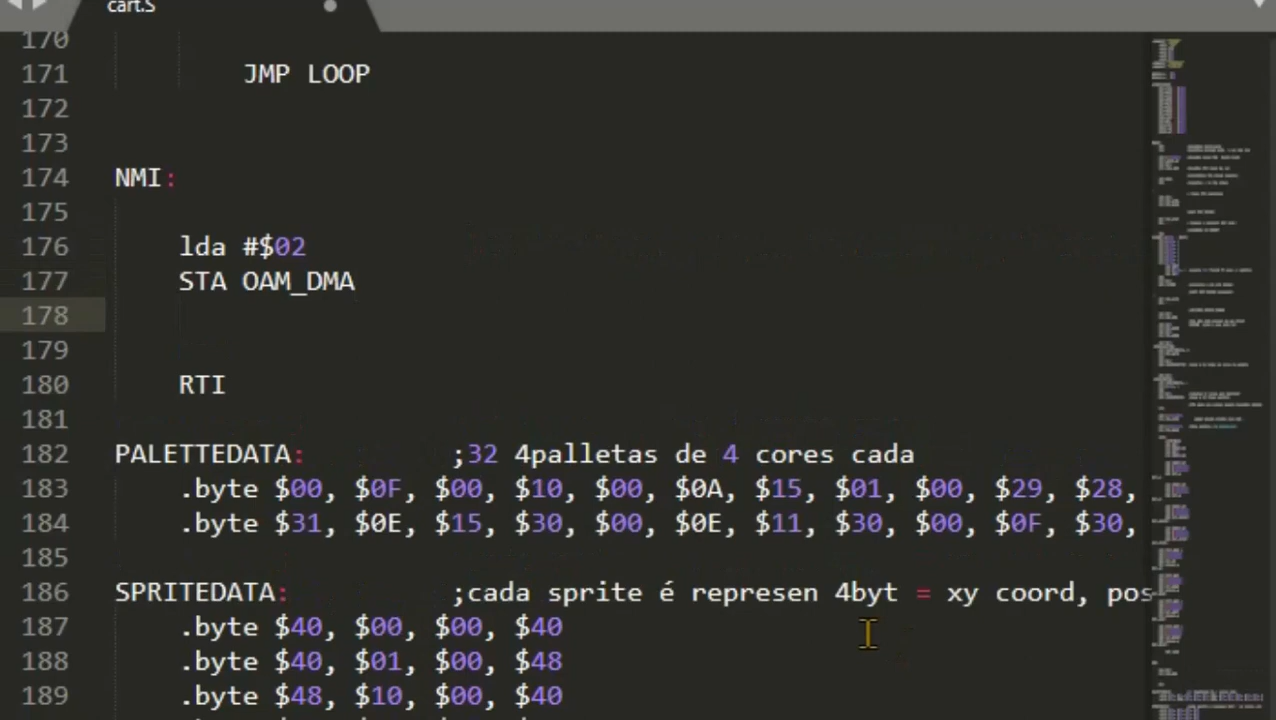 cart.S
170
171 JMP LOOP
172
173
174 NMI:
175
176 lda #$02
177 STA OAM_DMA
178
179
180 RTI
181
182 PALETTEDATA: ;32 4palletas de 4 cores cada
183 .byte $00, $0F, $00, $10, $00, $0A, $15, $01, $00, $29, $28,
184 .byte $31, $0E, $15, $30, $00, $0E, $11, $30, $00, $0F, $30,
185
186 SPRITEDATA: ;cada sprite é represen 4byt = xy coord, pos
187 .byte $40, $00, $00, $40
188 .byte $40, $01, $00, $48
189 .byte $48, $10, $00, $40